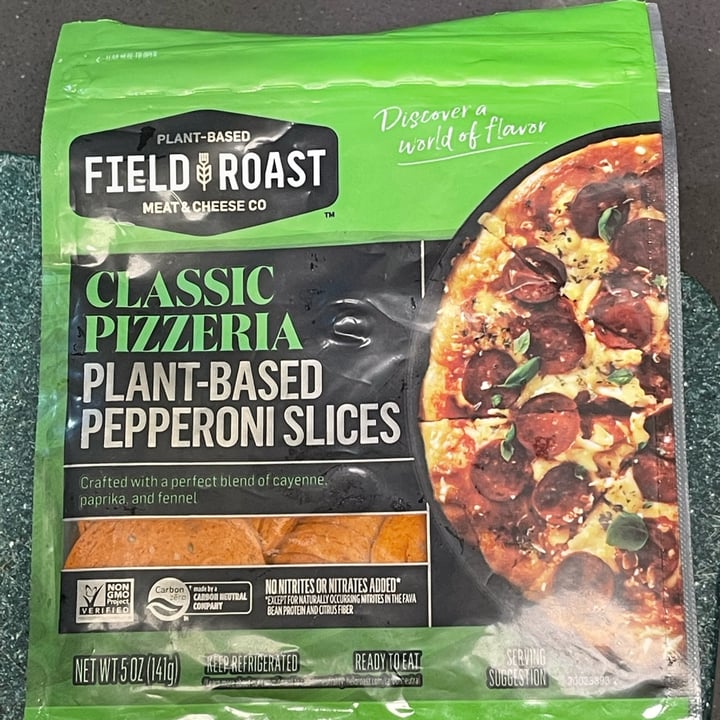 PLANT-BASED
FIELD ROAST
MEAT & CHEESE CO
TM
Discover a
world of flavor
CLASSIC
PIZZERIA
PLANT-BASED
PEPPERONI SLICES
Crafted with a perfect blend of cayenne,
paprika, and fennel
NON
GMO
Project
VERIFIED
Carbon
zero
made by a
CARBON NEUTRAL
COMPANY
NO NITRITES OR NITRATES ADDED*
*EXCEPT FOR NATURALLY OCCURRING NITRITES IN THE FAVA
BEAN PROTEIN AND CITRUS FIBER
NET WT 5 OZ (141g)
KEEP REFRIGERATED
READY TO EAT
SERVING
SUGGESTION